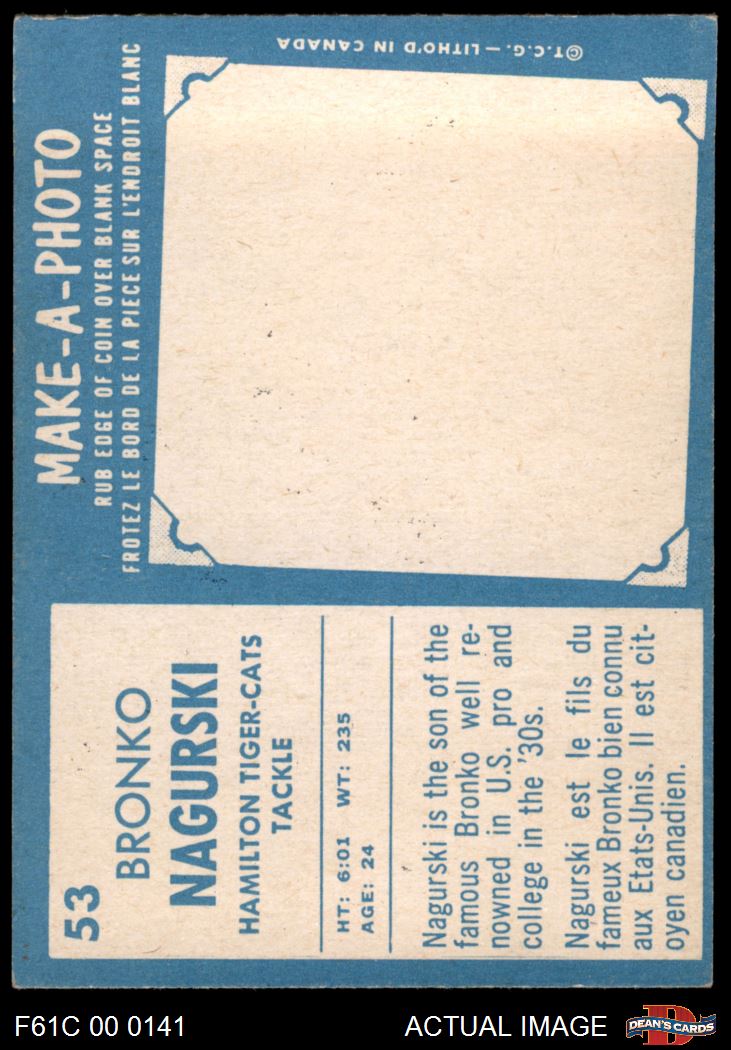 53
BRONKO
NAGURSKI
HAMILTON TIGER-CATS
TACKLE
HT: 6:01 WT: 235
AGE: 24
Nagurski is the son of the
famous Bronko well re-
nowned in U.S. pro and
college in the '30s.
Nagurski est le fils du
fameux Bronko bien connu
aux Etats-Unis. Il est cit-
oyen canadien.
MAKE-A-PHOTO
RUB EDGE OF COIN OVER BLANK SPACE
FROTEZ LE BORD DE LA PIECE SUR L'ENDROIT BLANC
©T.C.G. — LITHO'D IN CANADA
F61C 00 0141
ACTUAL IMAGE
D
DEAN'S CARDS